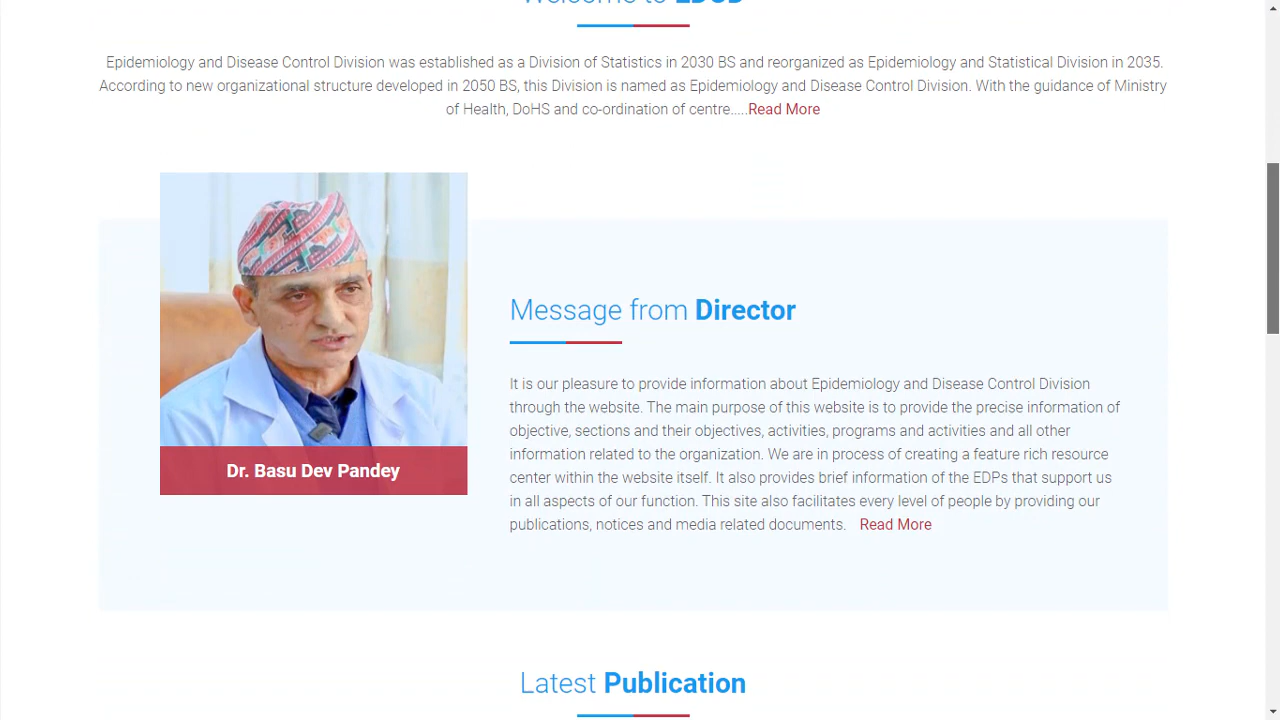 Welcome to EDCD
Epidemiology and Disease Control Division was established as a Division of Statistics in 2030 BS and reorganized as Epidemiology and Statistical Division in 2035.
According to new organizational structure developed in 2050 BS, this Division is named as Epidemiology and Disease Control Division. With the guidance of Ministry
of Health, DoHS and co-ordination of centre.....Read More
Dr. Basu Dev Pandey
Message from Director
It is our pleasure to provide information about Epidemiology and Disease Control Division
through the website. The main purpose of this website is to provide the precise information of
objective, sections and their objectives, activities, programs and activities and all other
information related to the organization. We are in process of creating a feature rich resource
center within the website itself. It also provides brief information of the EDPs that support us
in all aspects of our function. This site also facilitates every level of people by providing our
publications, notices and media related documents. Read More
Latest Publication